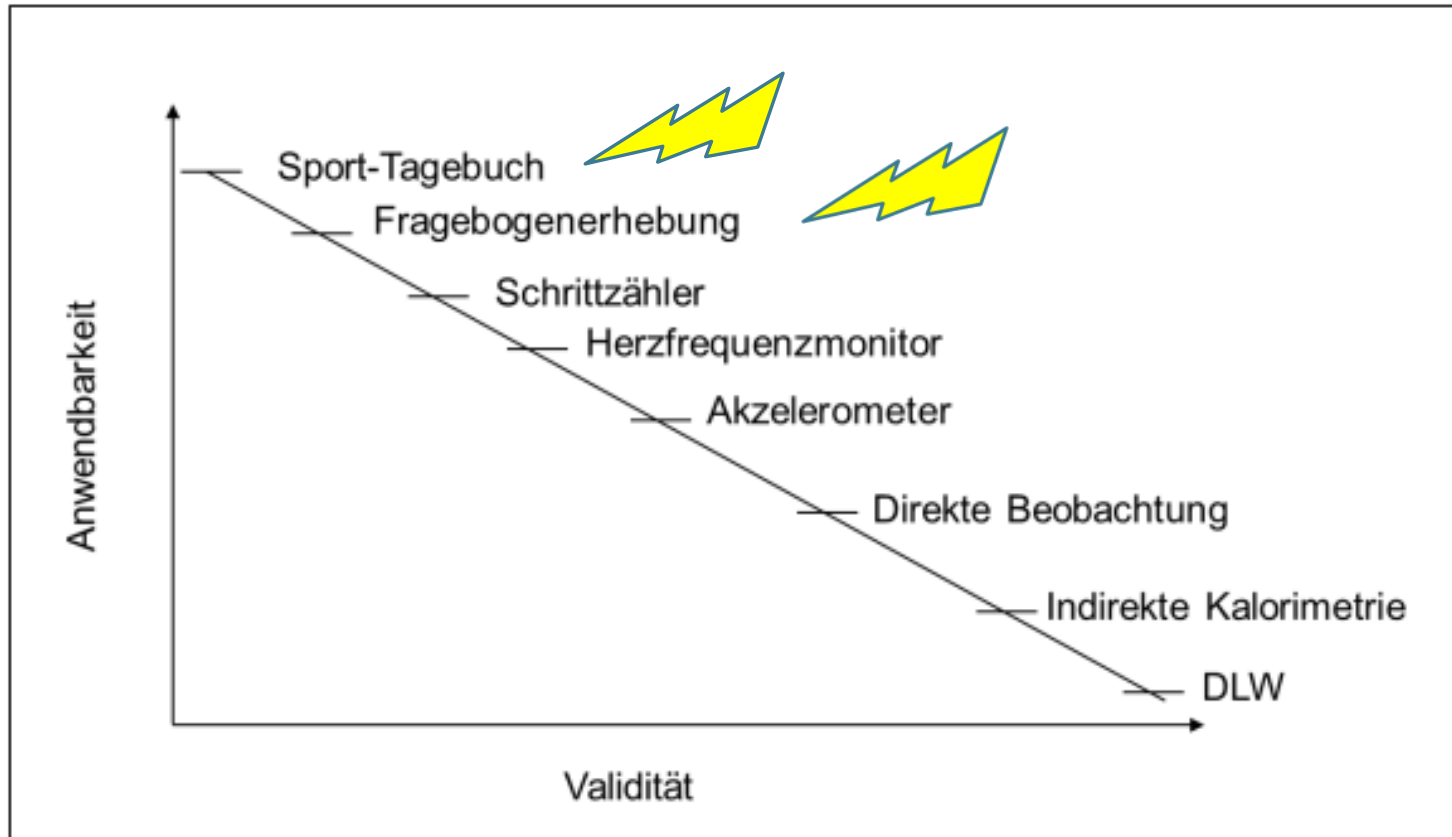 Sport-Tagebuch
Fragebogenerhebung
Schrittzähler
Herzfrequenzmonitor
Akzelerometer
Direkte Beobachtung
Indirekte Kalorimetrie
DLW
Anwendbarkeit
Validität